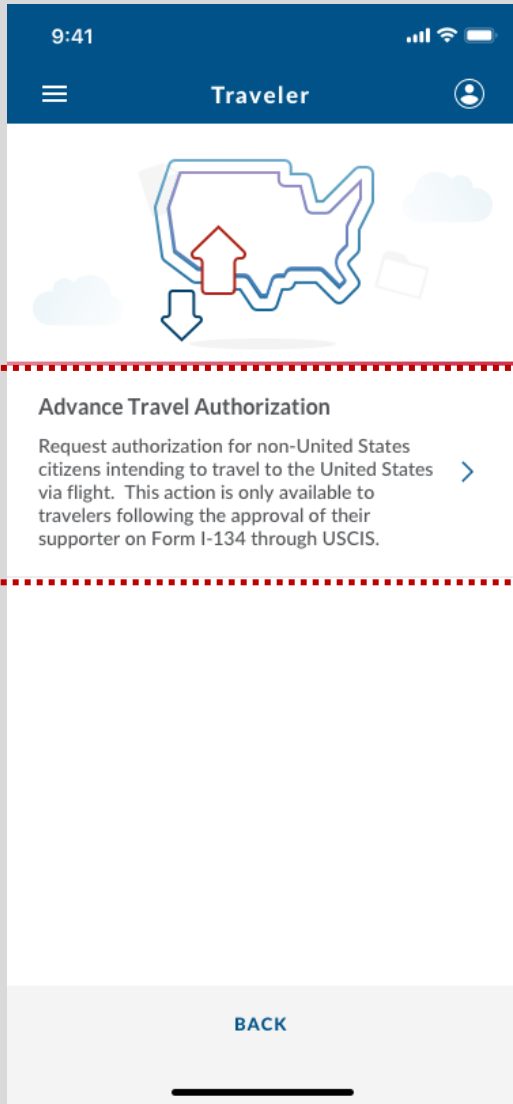 9:41
Traveler
Advance Travel Authorization
Request authorization for non-United States
citizens intending to travel to the United States
via flight.  This action is only available to
travelers following the approval of their
supporter on Form I-134 through USCIS.
BACK